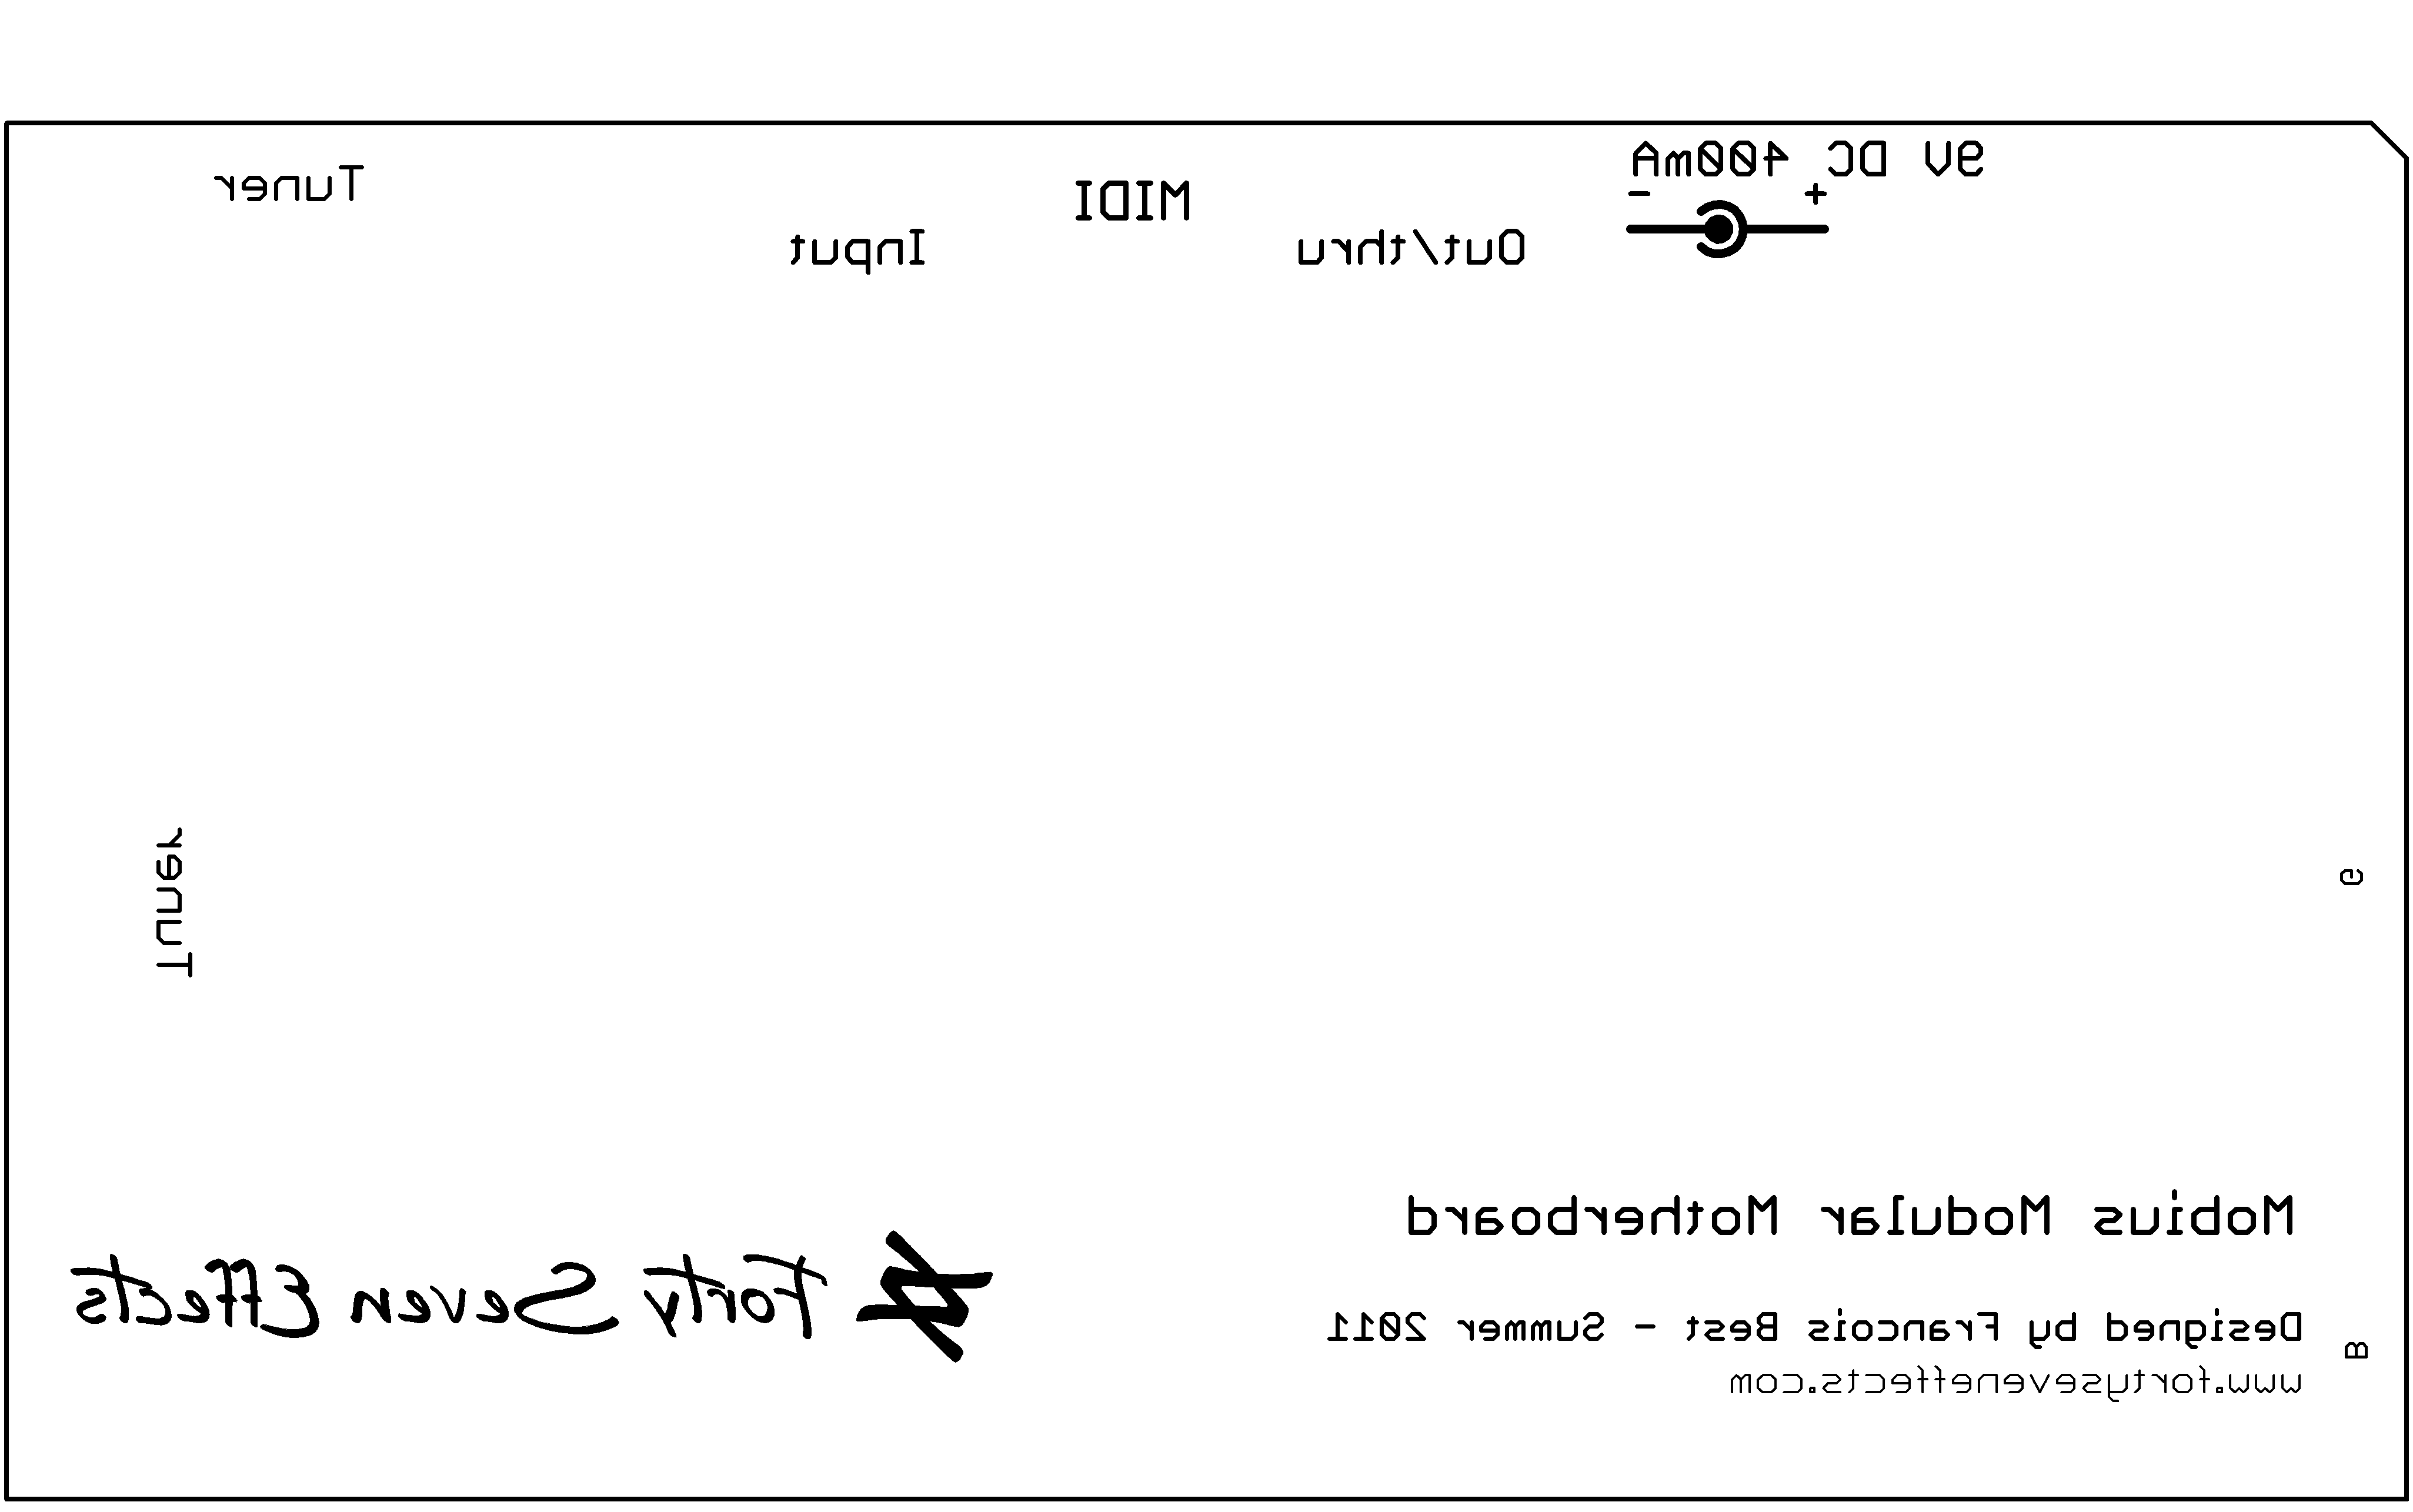 9V DC 400mA
+ -
Tuner
MIDI
Out/thru
Input
Tuner
G
Mobius Modular Motherboard
Forty Seven Effects
Designed by Francois Best - Summer 2011
B
www.fortyseveneffects.com